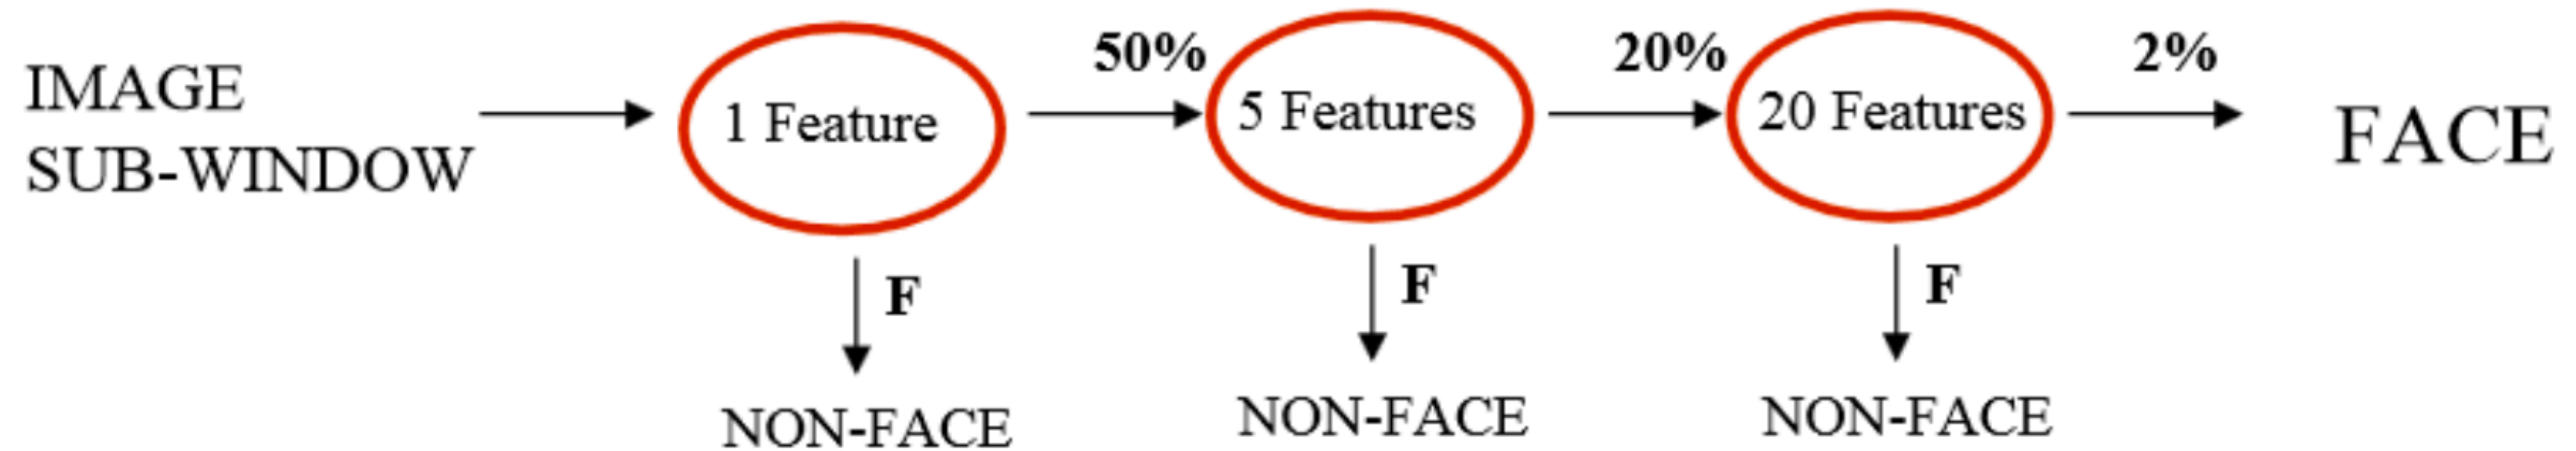 IMAGE
SUB-WINDOW
1 Feature
50%
5 Features
20%
20 Features
2%
FACE
F
NON-FACE
F
NON-FACE
F
NON-FACE